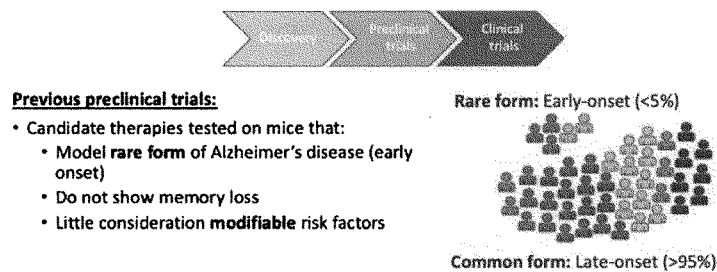 Discovery
Preclinical
trials
Clinical
trials
Previous preclinical trials:
• Candidate therapies tested on mice that:
• Model rare form of Alzheimer's disease (early
onset)
• Do not show memory loss
• Little consideration modifiable risk factors
Rare form: Early-onset (<5%)
Common form: Late-onset (>95%)